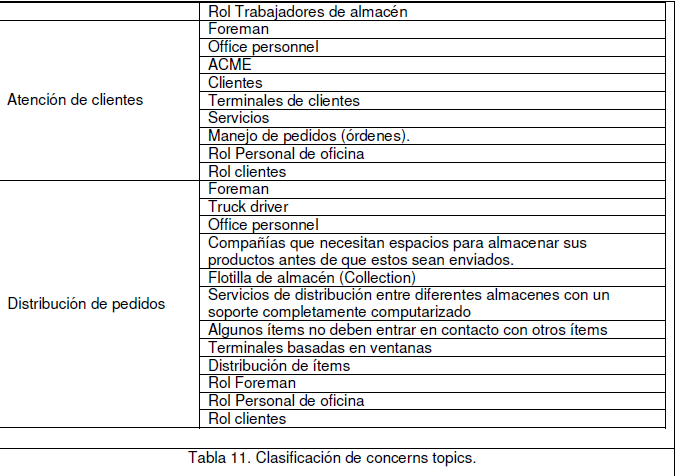 Rol Trabajadores de almacén
Atención de clientes
Foreman
Office personnel
ACME
Clientes
Terminales de clientes
Servicios
Manejo de pedidos (órdenes).
Rol Personal de oficina
Rol clientes
Distribución de pedidos
Foreman
Truck driver
Office personnel
Compañías que necesitan espacios para almacenar sus
productos antes de que estos sean enviados.
Flotilla de almacén (Collection)
Servicios de distribución entre diferentes almacenes con un
soporte completamente computarizado
Algunos ítems no deben entrar en contacto con otros ítems
Terminales basadas en ventanas
Distribución de ítems
Rol Foreman
Rol Personal de oficina
Rol clientes
Tabla 11. Clasificación de concerns topics.